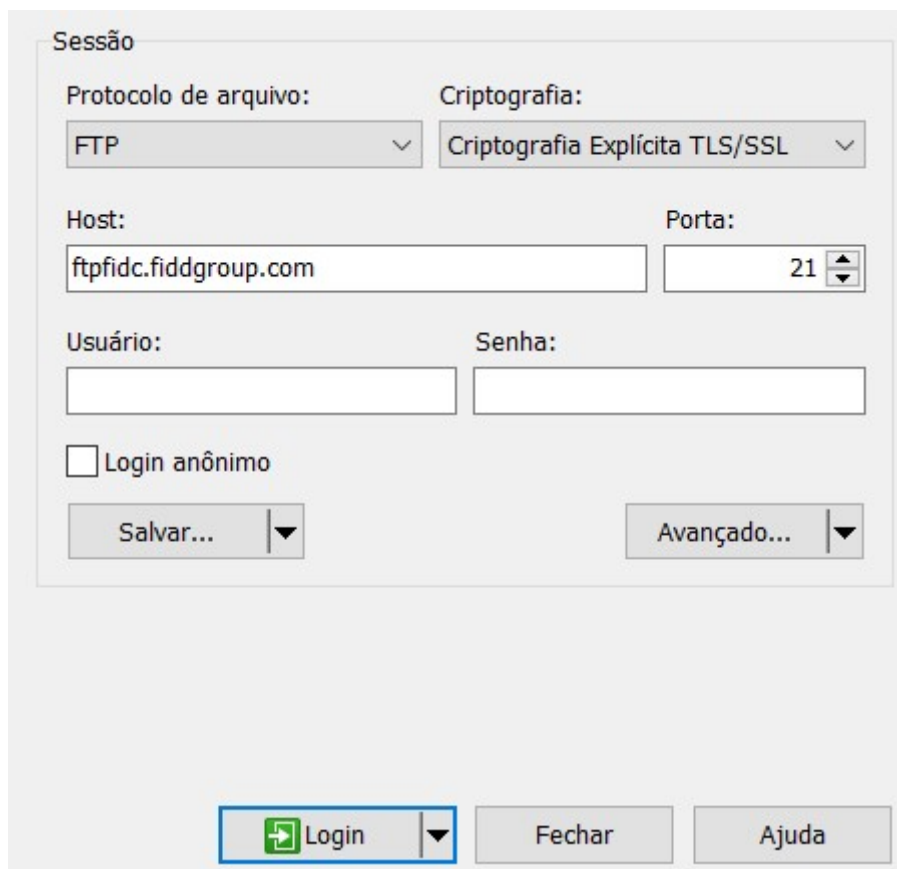 Sessão
Protocolo de arquivo: Criptografia:
FTP Criptografia Explícita TLS/SSL
Host: Porta:
ftpfidc.fiddgroup.com 21
Usuário: Senha:
Login anônimo
Salvar... Avançado...
Login Fechar Ajuda